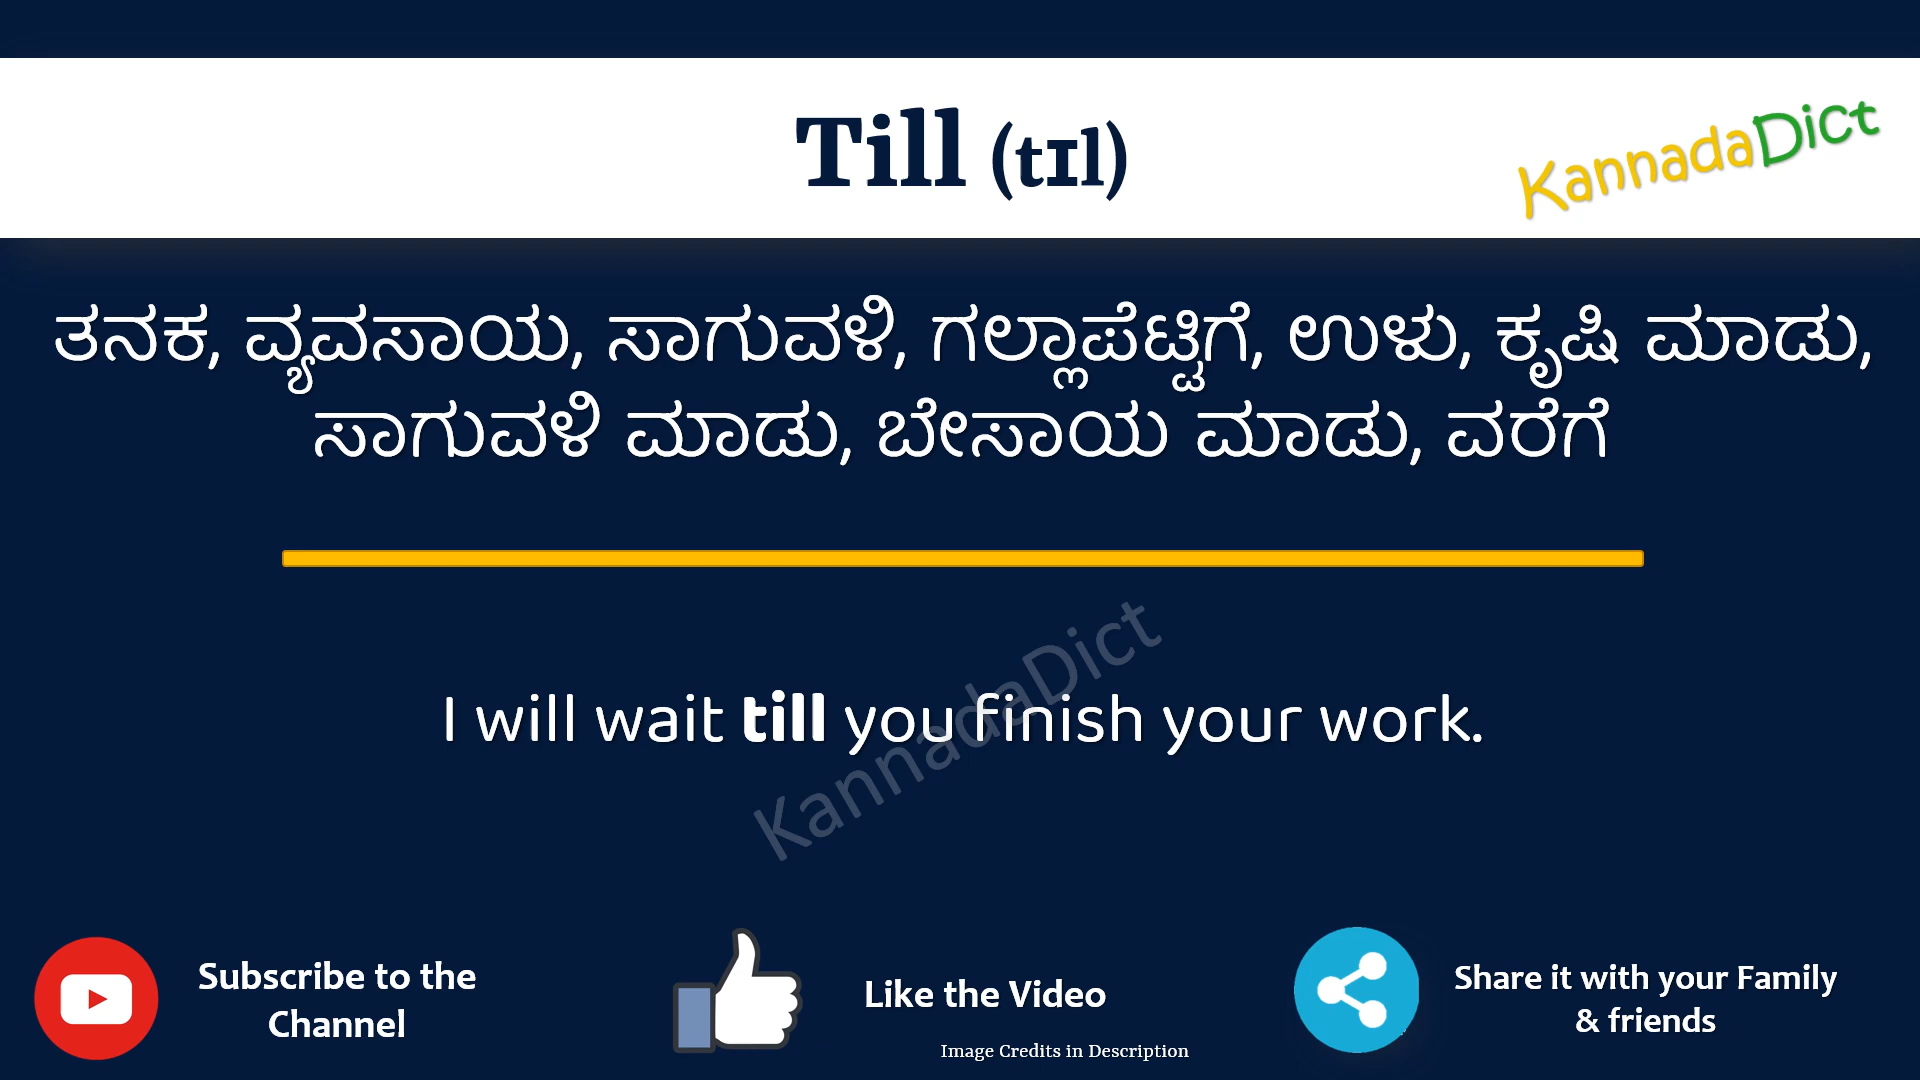 Till (tɪl)
KannadaDict
ತನಕ, ವ್ಯವಸಾಯ, ಸಾಗುವಳಿ, ಗಲ್ಲಾಪೆಟ್ಟಿಗೆ, ಉಳು, ಕೃಷಿ ಮಾಡು,
ಸಾಗುವಳಿ ಮಾಡು, ಬೇಸಾಯ ಮಾಡು, ವರೆಗೆ
I will wait till you finish your work.
KannadaDict
Subscribe to the
Channel
Like the Video
Share it with your Family
& friends
Image Credits in Description